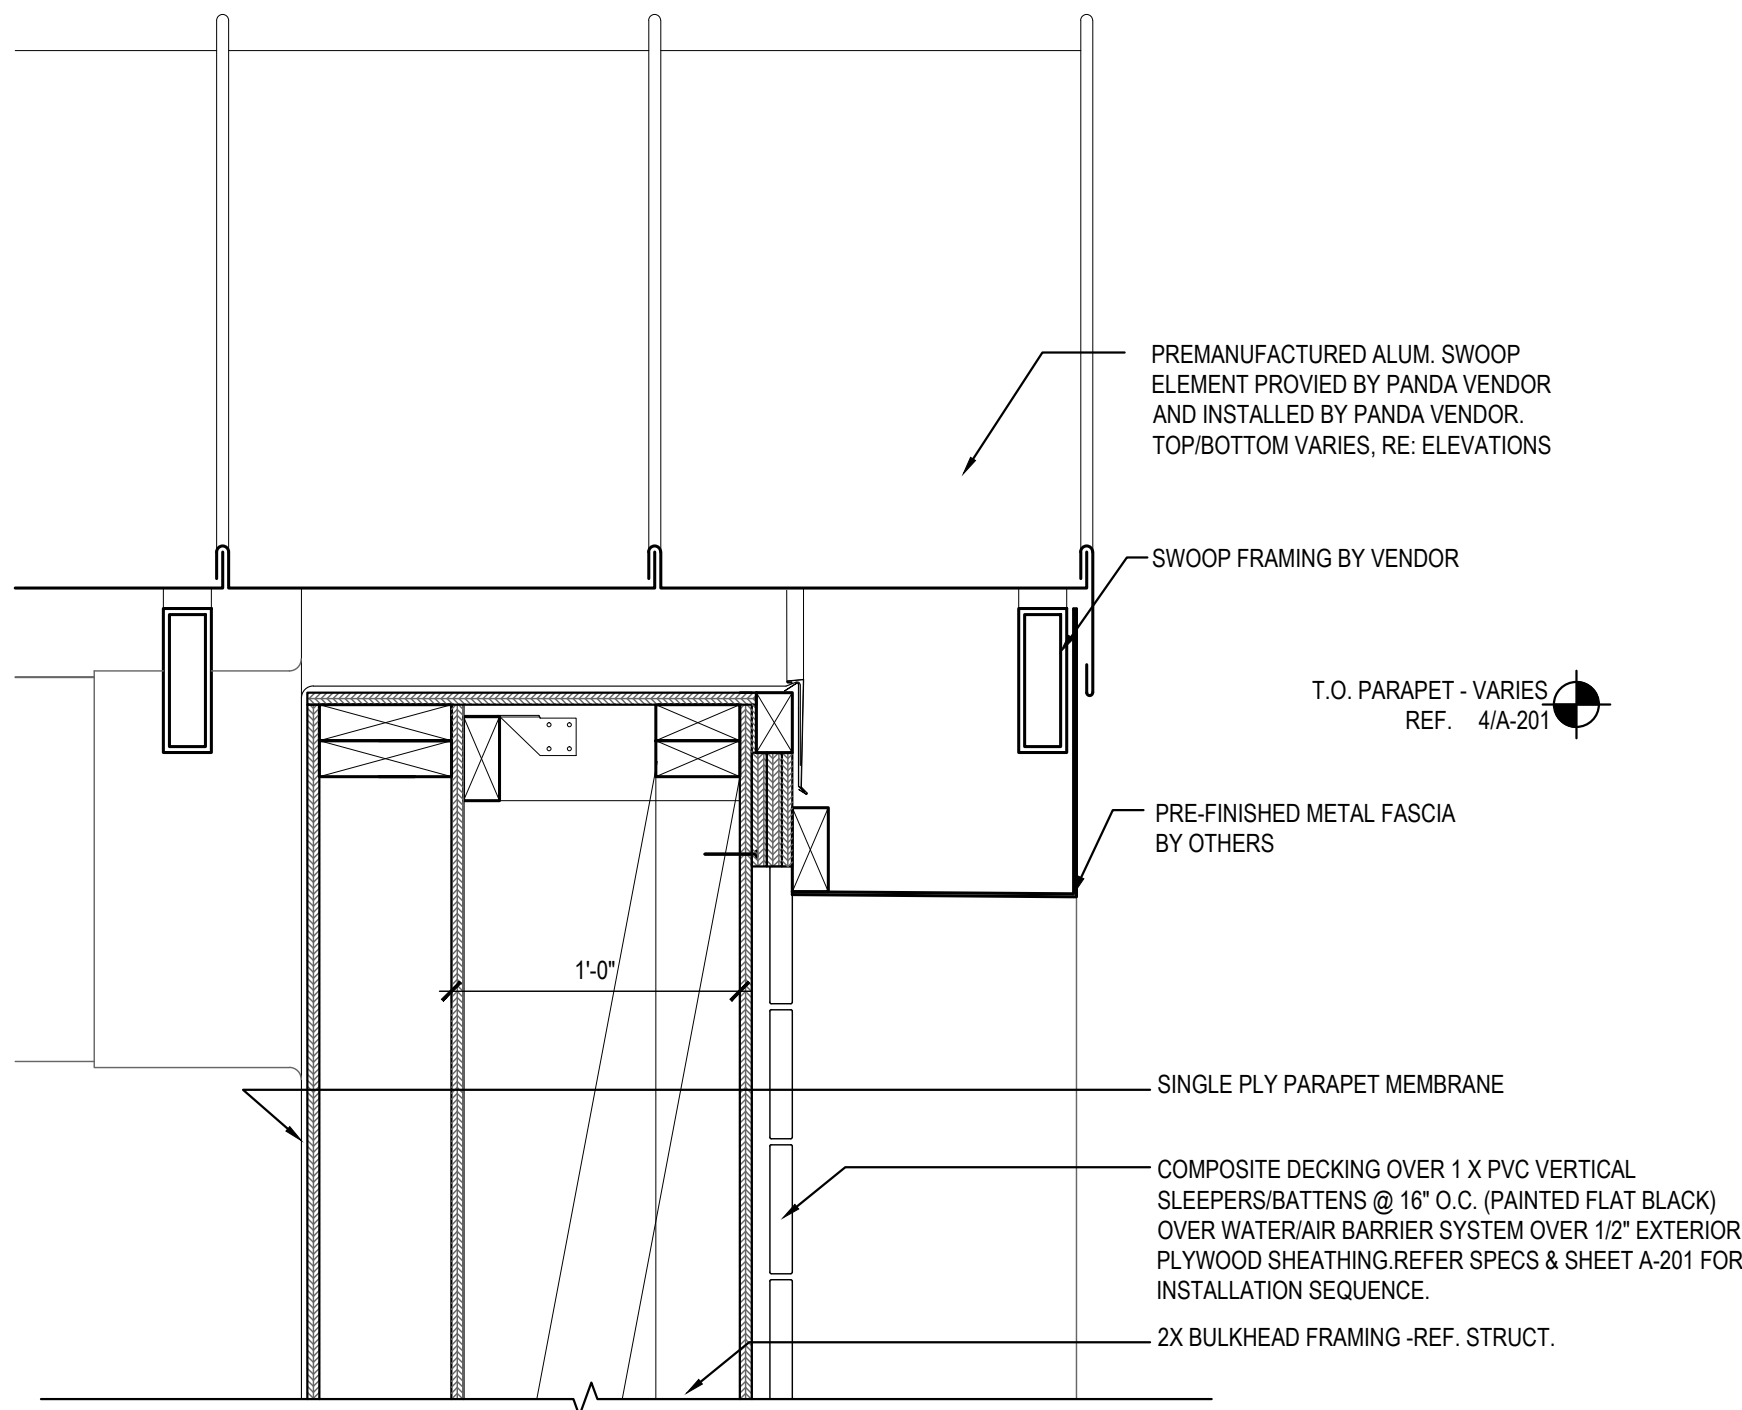 PREMANUFACTURED ALUM. SWOOP
ELEMENT PROVIED BY PANDA VENDOR
AND INSTALLED BY PANDA VENDOR.
TOP/BOTTOM VARIES, RE: ELEVATIONS
SWOOP FRAMING BY VENDOR
T.O. PARAPET - VARIES
REF. 4/A-201
PRE-FINISHED METAL FASCIA
BY OTHERS
1'-0"
SINGLE PLY PARAPET MEMBRANE
COMPOSITE DECKING OVER 1 X PVC VERTICAL
SLEEPERS/BATTENS @ 16" O.C. (PAINTED FLAT BLACK)
OVER WATER/AIR BARRIER SYSTEM OVER 1/2" EXTERIOR
PLYWOOD SHEATHING.REFER SPECS & SHEET A-201 FOR
INSTALLATION SEQUENCE.
2X BULKHEAD FRAMING -REF. STRUCT.